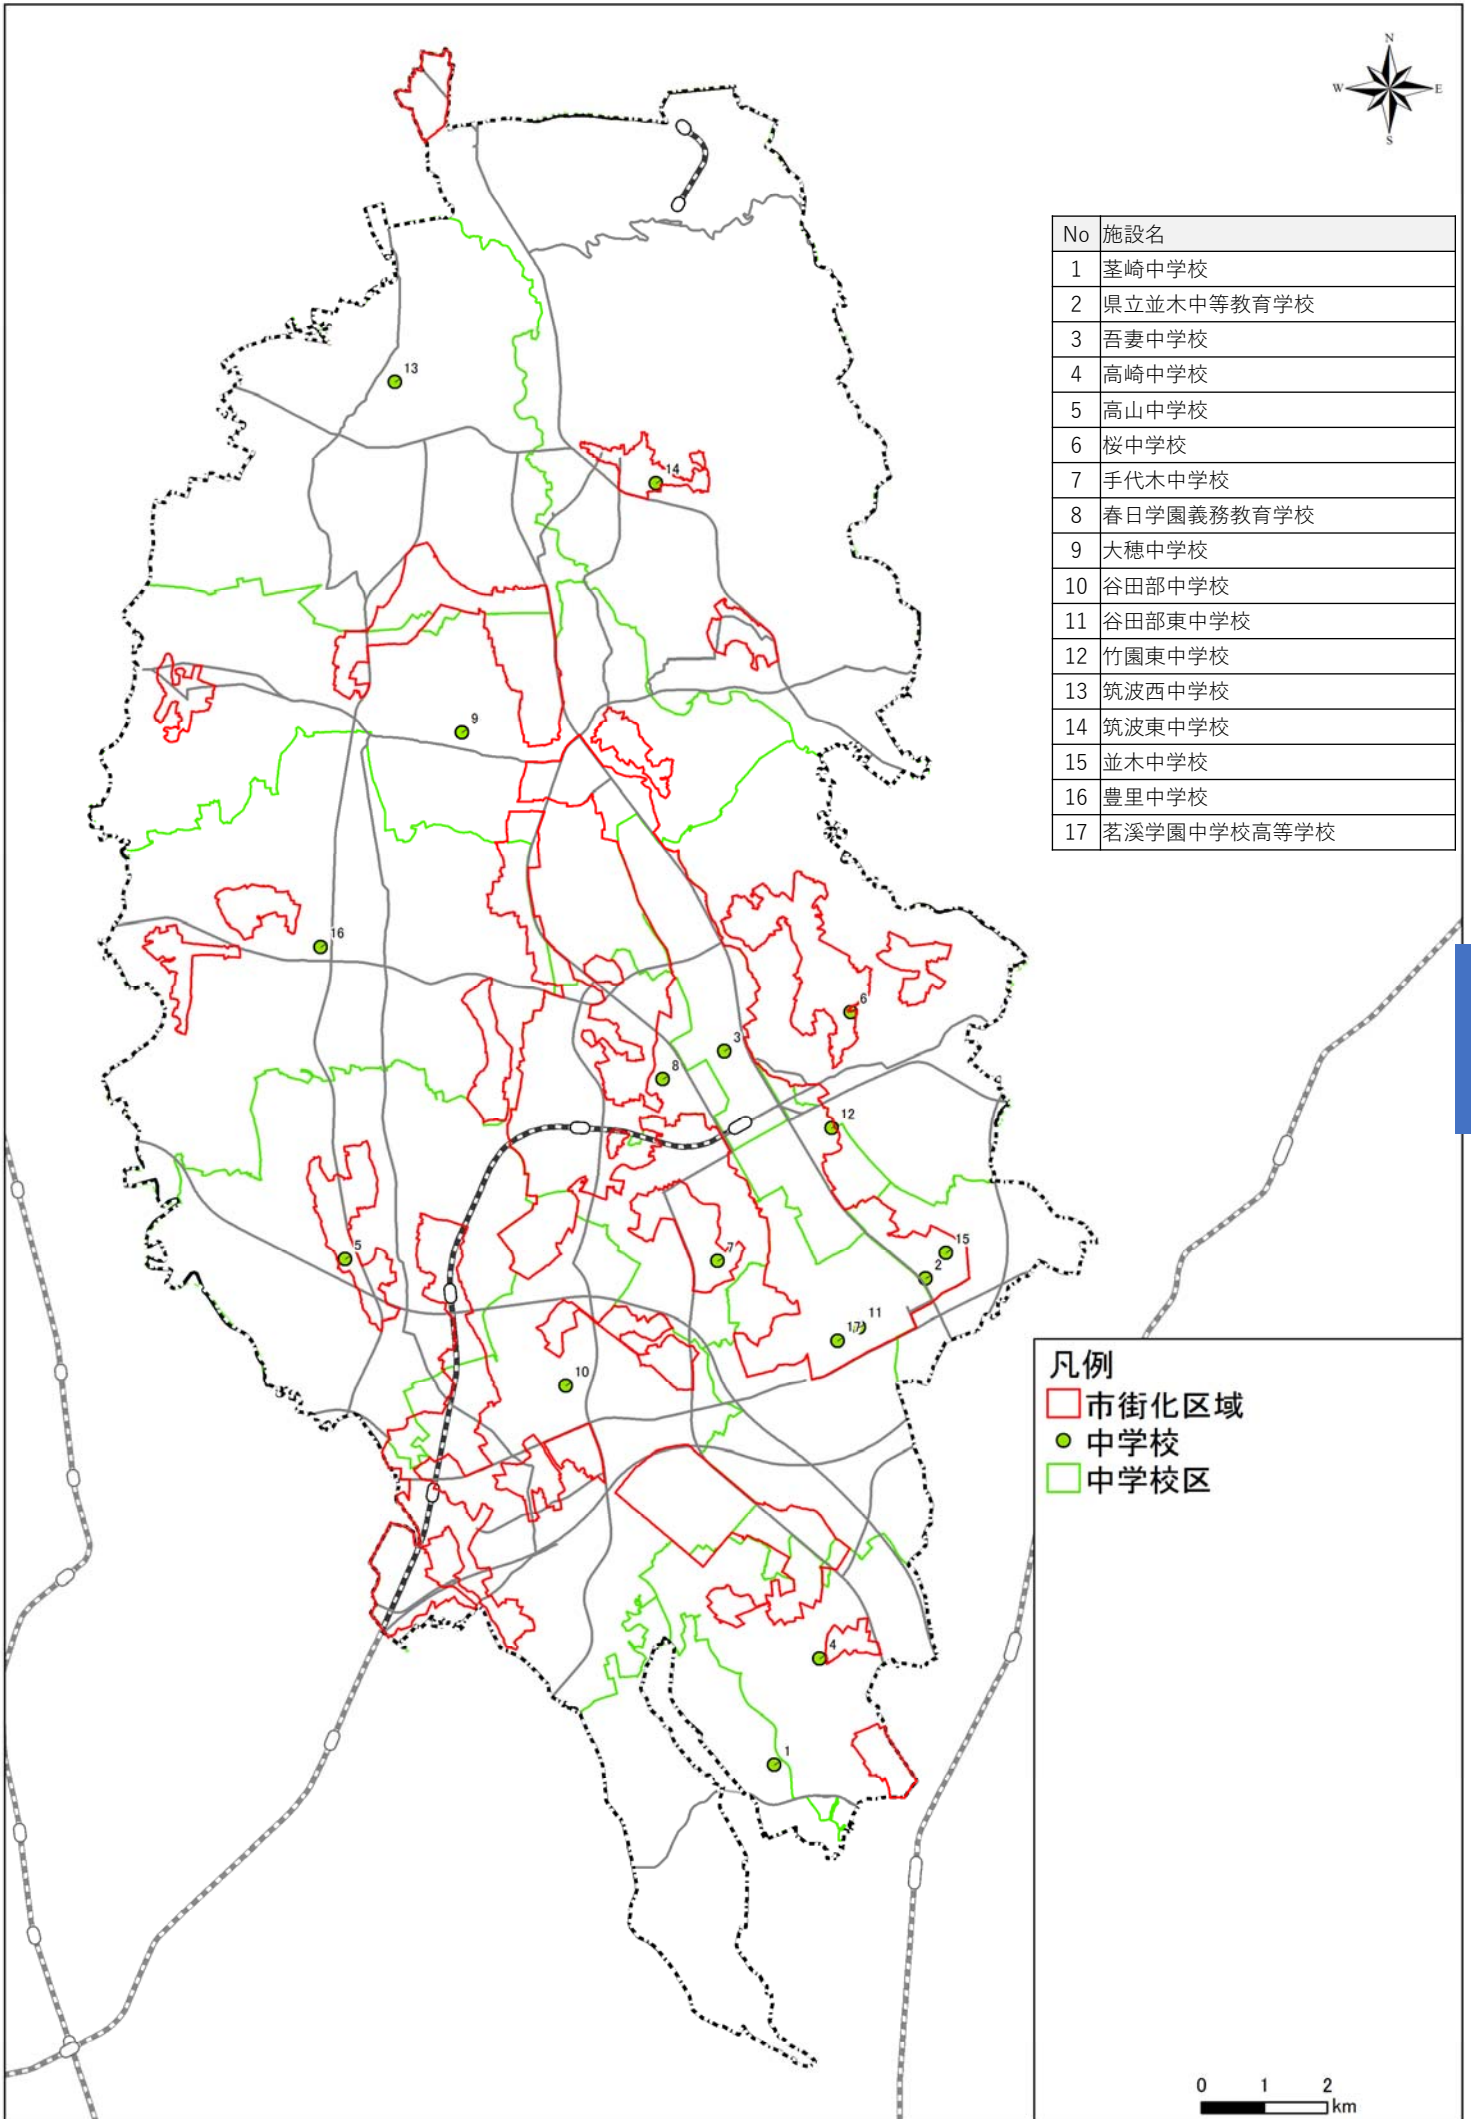 N
W E
S
No 施設名
1 茎崎中学校
2 県立並木中等教育学校
3 吾妻中学校
4 高崎中学校
5 高山中学校
6 桜中学校
7 手代木中学校
8 春日学園義務教育学校
9 大穂中学校
10 谷田部中学校
11 谷田部東中学校
12 竹園東中学校
13 筑波西中学校
14 筑波東中学校
15 並木中学校
16 豊里中学校
17 茗溪学園中学校高等学校
13
14
9
16
6
3
8
12
15
5
7
2
11
17
10
4
1
凡例
市街化区域
中学校
中学校区
0 1 2
km